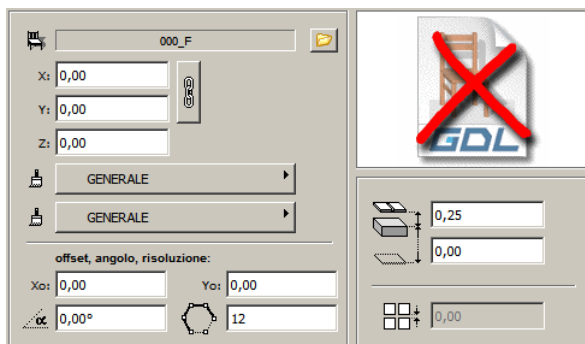 000_F
X: 0,00
Y: 0,00
Z: 0,00
GENERALE
GENERALE
offset, angolo, risoluzione:
Xo: 0,00 Yo: 0,00
α 0,00° 12
GDL
0,25
0,00
0,00